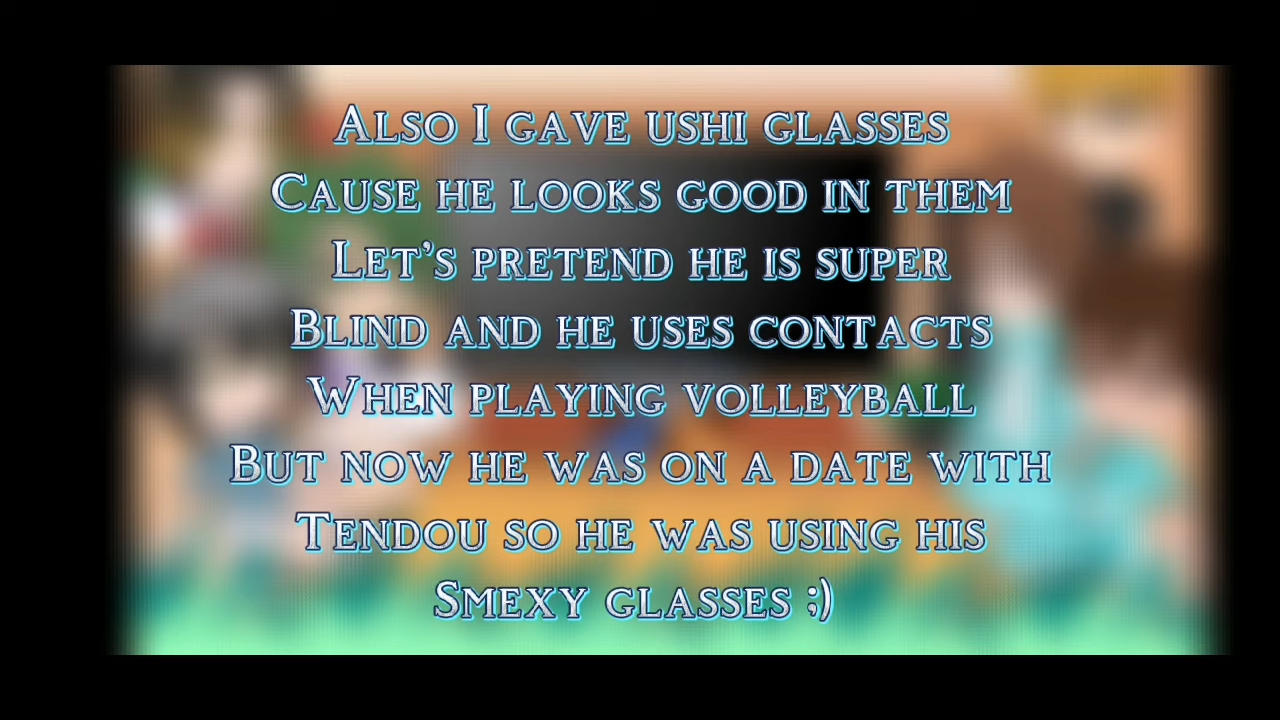 Also I gave ushi glasses
Cause he looks good in them
Let's pretend he is super
Blind and he uses contacts
When playing volleyball
But now he was on a date with
Tendou so he was using his
Smexy glasses ;)